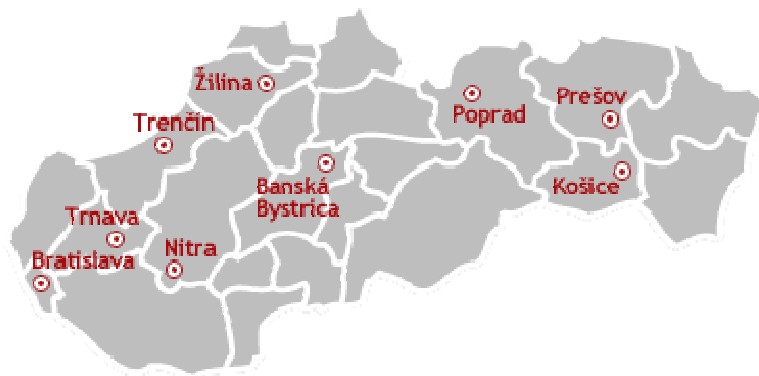 Žilina
Poprad
Prešov
Trenčín
Banská
Bystrica
Košice
Trnava
Nitra
Bratislava